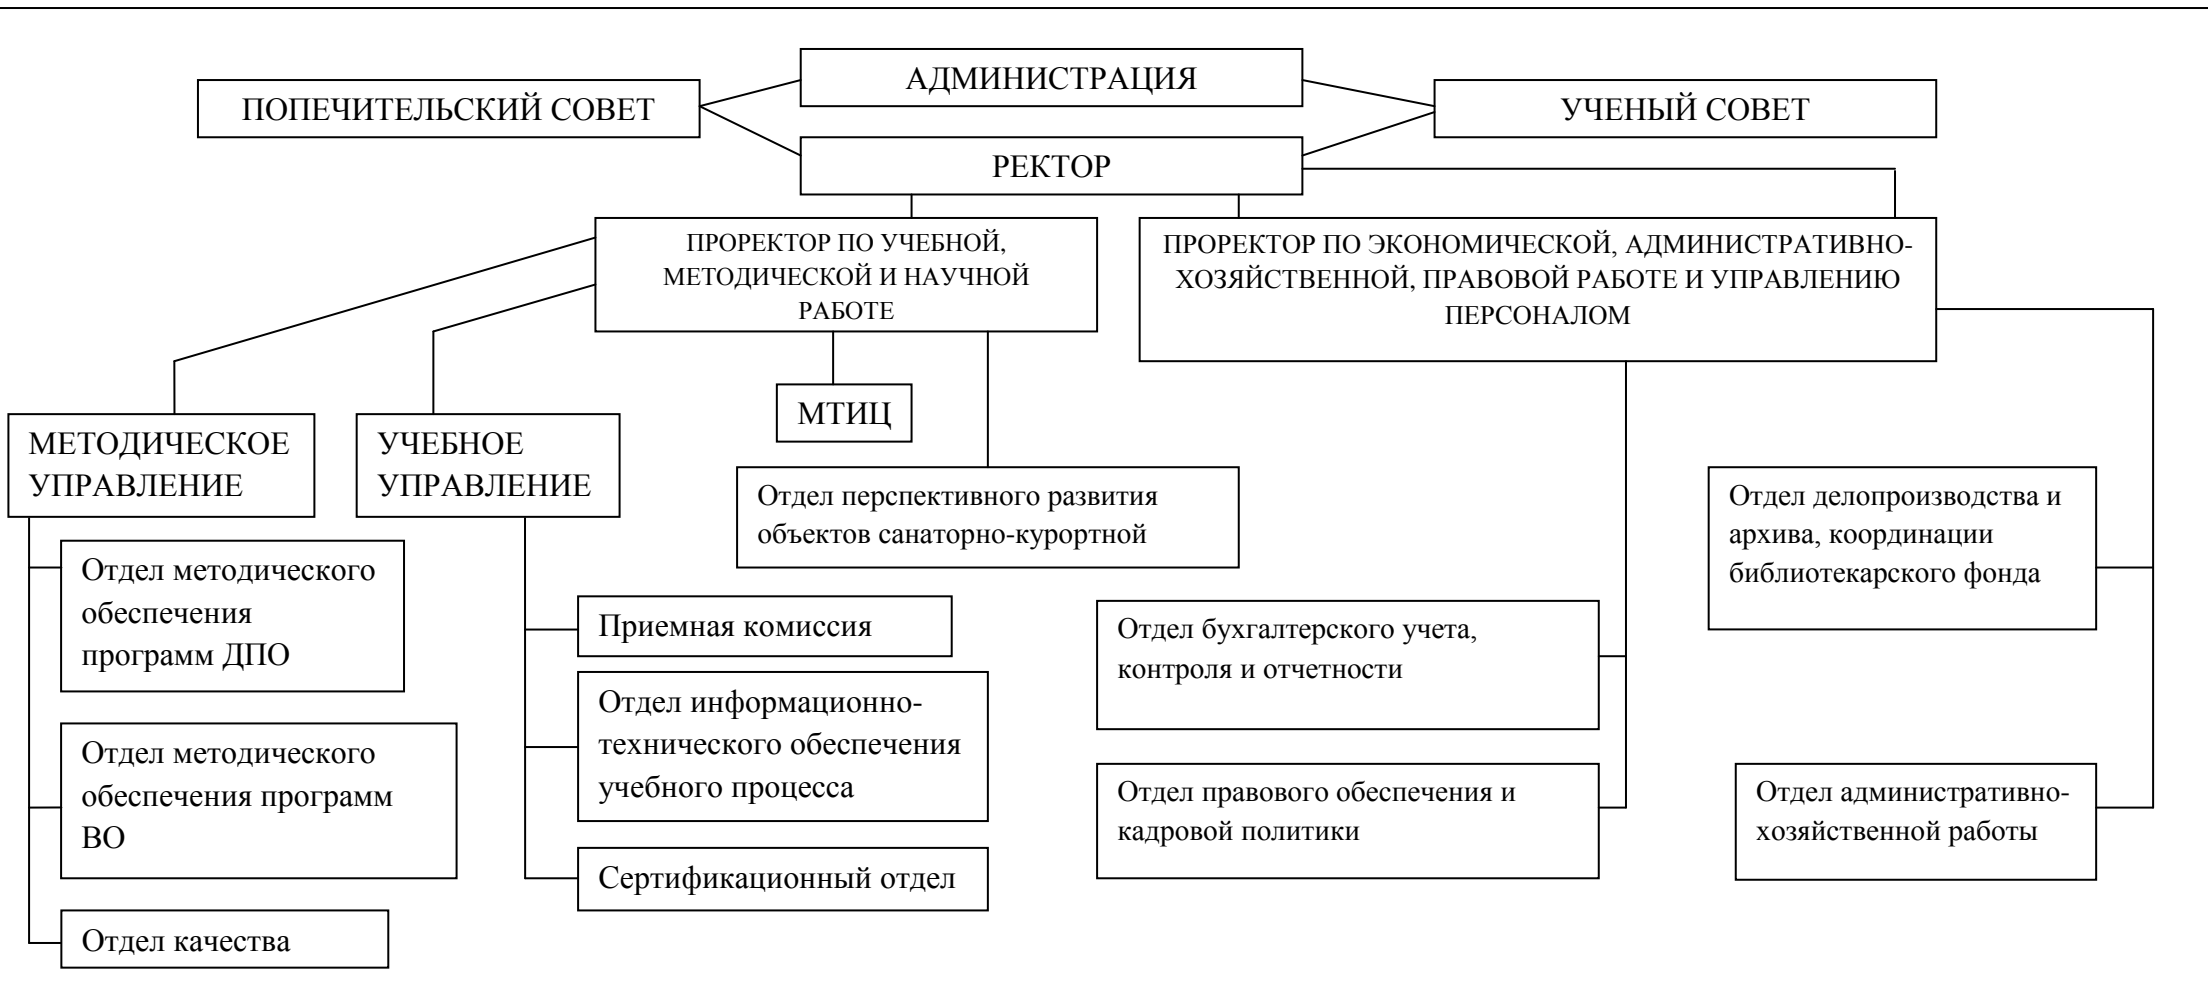 АДМИНИСТРАЦИЯ
ПОПЕЧИТЕЛЬСКИЙ СОВЕТ
УЧЕНЫЙ СОВЕТ
РЕКТОР
ПРОРЕКТОР ПО УЧЕБНОЙ,
МЕТОДИЧЕСКОЙ И НАУЧНОЙ
РАБОТЕ
ПРОРЕКТОР ПО ЭКОНОМИЧЕСКОЙ, АДМИНИСТРАТИВНО-
ХОЗЯЙСТВЕННОЙ, ПРАВОВОЙ РАБОТЕ И УПРАВЛЕНИЮ
ПЕРСОНАЛОМ
МЕТОДИЧЕСКОЕ
УПРАВЛЕНИЕ
УЧЕБНОЕ
УПРАВЛЕНИЕ
МТИЦ
Отдел перспективного развития
объектов санаторно-курортной
Отдел делопроизводства и
архива, координации
библиотекарского фонда
Отдел методического
обеспечения
программ ДПО
Приемная комиссия
Отдел бухгалтерского учета,
контроля и отчетности
Отдел информационно-
технического обеспечения
учебного процесса
Отдел методического
обеспечения программ
ВО
Отдел правового обеспечения и
кадровой политики
Отдел административно-
хозяйственной работы
Сертификационный отдел
Отдел качества